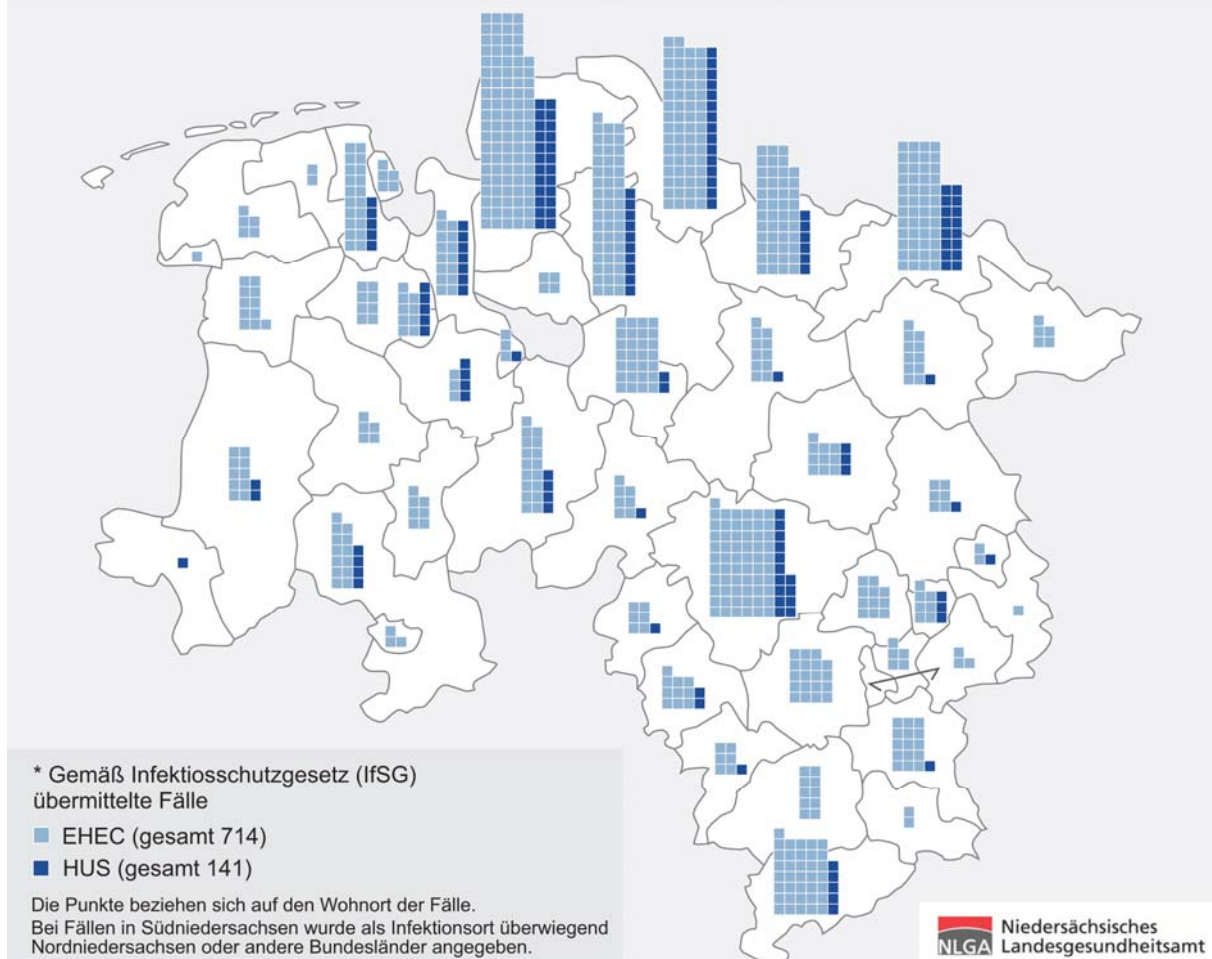 * Gemäß Infektiosschutzgesetz (IfSG)
übermittelte Fälle
EHEC (gesamt 714)
HUS (gesamt 141)
Die Punkte beziehen sich auf den Wohnort der Fälle.
Bei Fällen in Südniedersachsen wurde als Infektionsort überwiegend
Nordniedersachsen oder andere Bundesländer angegeben.
NLGA
Niedersächsisches
Landesgesundheitsamt